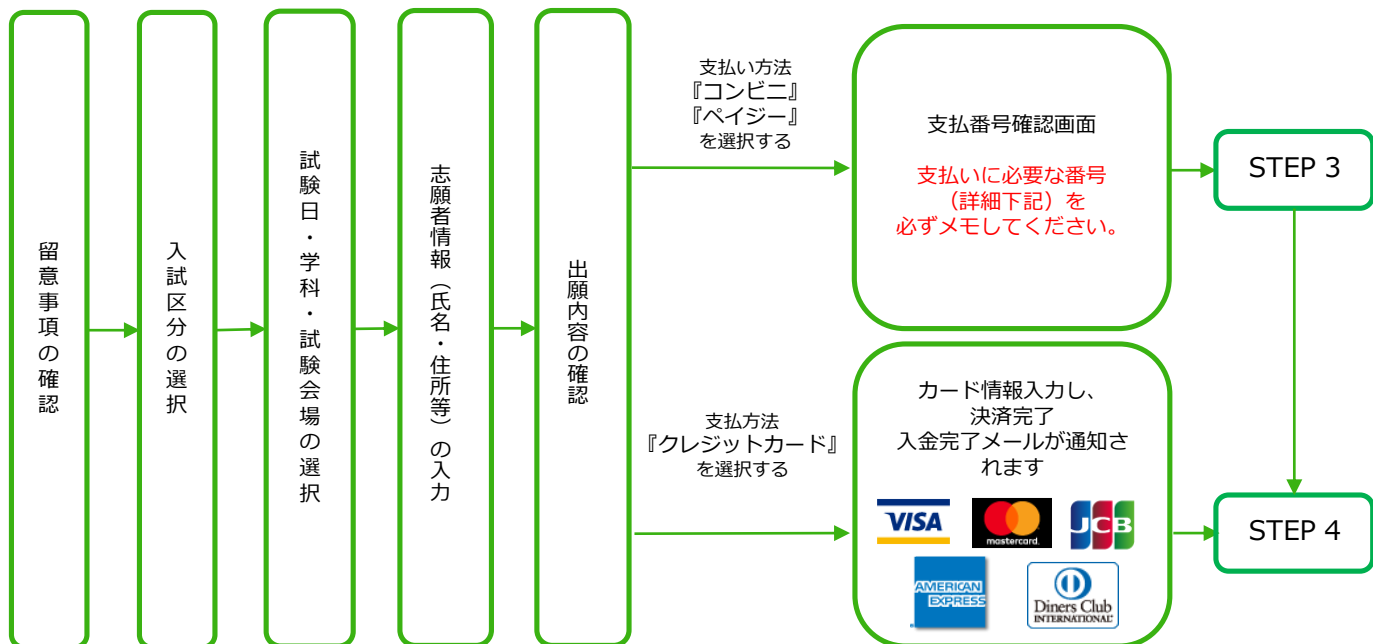 留意事項の確認
入試区分の選択
試験日・学科・試験会場の選択
志願者情報（氏名・住所等）の入力
出願内容の確認
支払い方法
『コンビニ』
『ペイジー』
を選択する
支払番号確認画面
支払いに必要な番号
（詳細下記）を
必ずメモしてください。
STEP 3
支払方法
『クレジットカード』
を選択する
カード情報入力し、
決済完了
入金完了メールが通知さ
れます
VISA
mastercard.
JCB
AMERICAN
EXPRESS
Diners Club
INTERNATIONAL
STEP 4